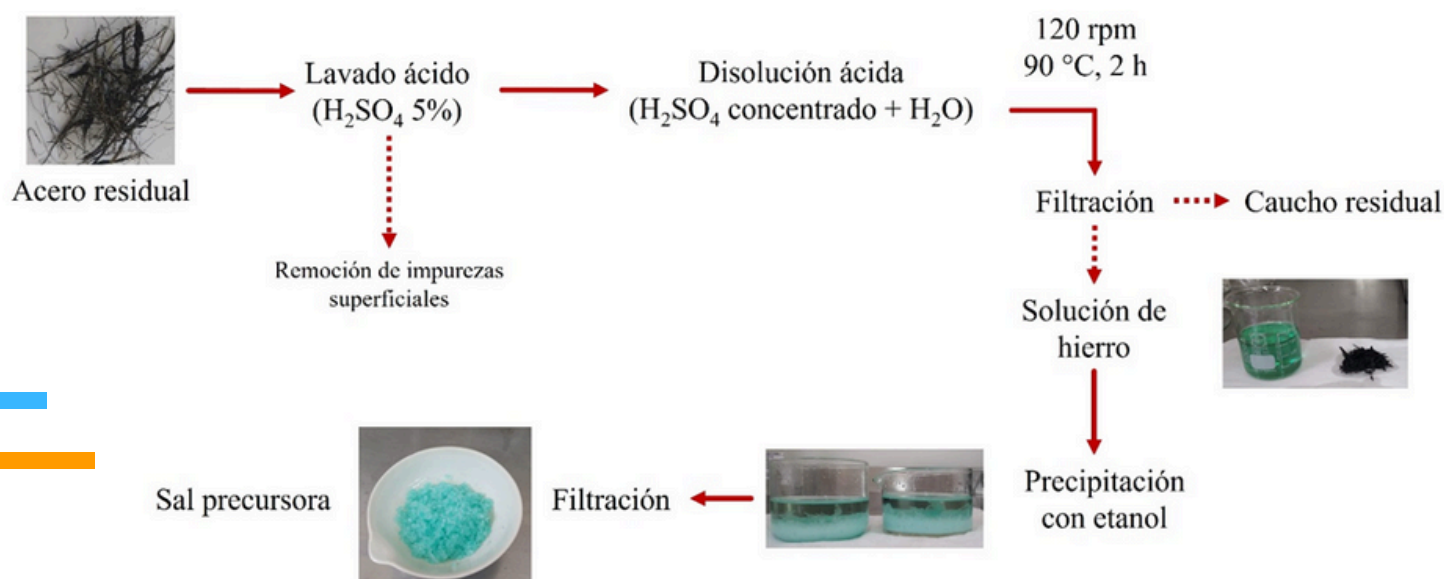 Acero residual
Lavado ácido
(H₂SO₄ 5%)
Remoción de impurezas
superficiales
Disolución ácida
(H₂SO₄ concentrado + H₂O)
120 rpm
90 °C, 2 h
Filtración
Caucho residual
Solución de
hierro
Precipitación
con etanol
Filtración
Sal precursora